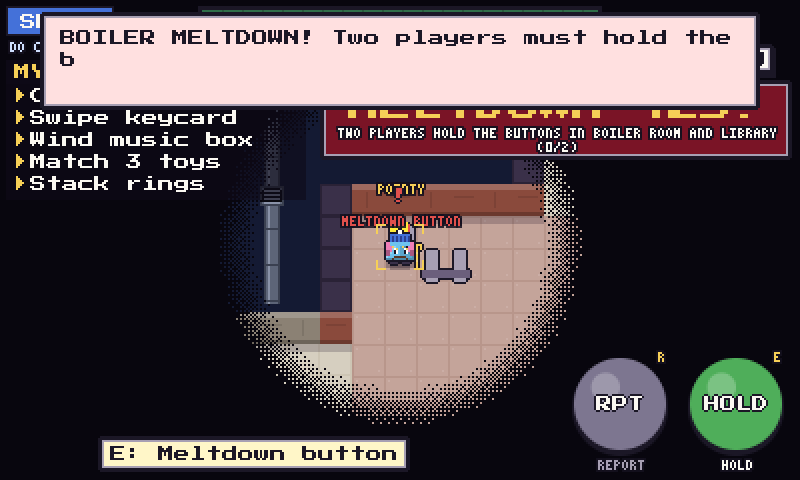 BOILER MELTDOWN! Two players must hold the
b
Swipe keycard
Wind music box
Match 3 toys
Stack rings
TWO PLAYERS HOLD THE BUTTONS IN BOILER ROOM AND LIBRARY
(0/2)
MELTDOWN BUTTON
R
E
RPT
HOLD
REPORT
HOLD
E: Meltdown button